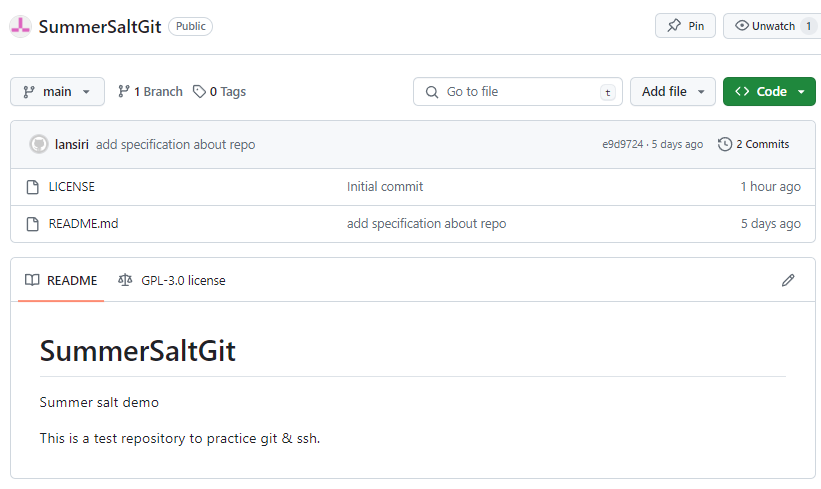 SummerSaltGit Public Pin Unwatch 1
main 1 Branch 0 Tags Go to file t Add file Code
lansiri add specification about repo e9d9724 · 5 days ago 2 Commits
LICENSE Initial commit 1 hour ago
README.md add specification about repo 5 days ago
README GPL-3.0 license
SummerSaltGit
Summer salt demo
This is a test repository to practice git & ssh.